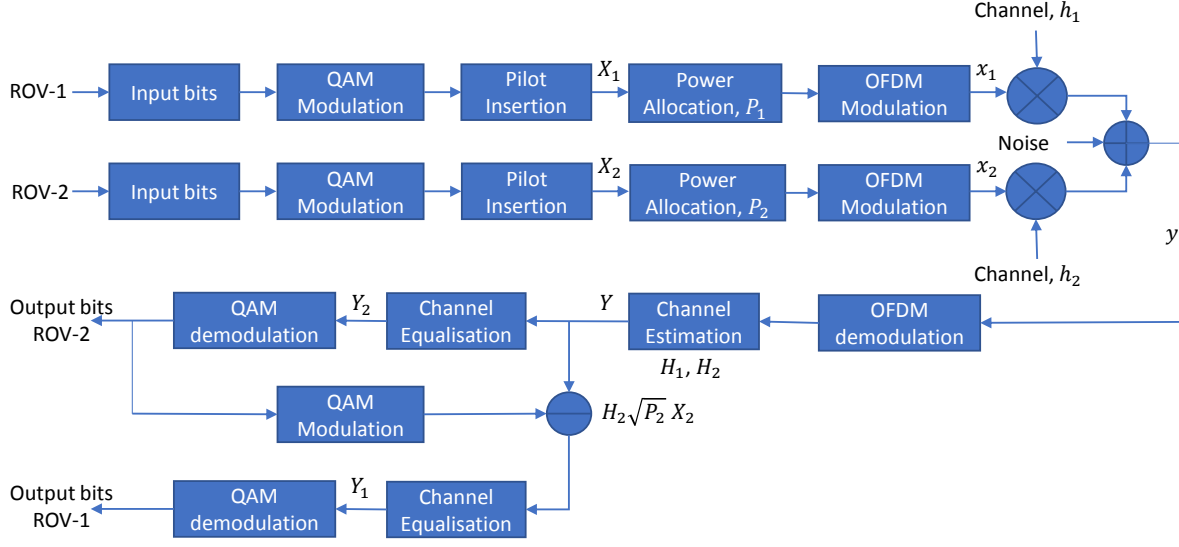 Channel, h₁
ROV-1
Input bits
QAM
Modulation
Pilot
Insertion
X₁
Power
Allocation, P₁
OFDM
Modulation
x₁
Noise
ROV-2
Input bits
QAM
Modulation
Pilot
Insertion
X₂
Power
Allocation, P₂
OFDM
Modulation
x₂
Channel, h₂
y
Output bits
ROV-2
QAM
demodulation
Y₂
Channel
Equalisation
Y
Channel
Estimation
H₁, H₂
OFDM
demodulation
QAM
Modulation
H₂√P₂ X₂
Output bits
ROV-1
QAM
demodulation
Y₁
Channel
Equalisation